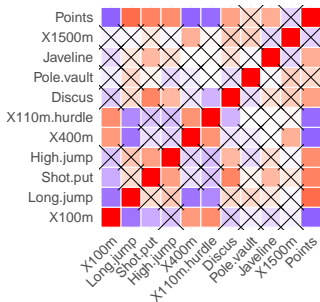 Points
X1500m
Javeline
Pole.vault
Discus
X110m.hurdle
X400m
High.jump
Shot.put
Long.jump
X100m
X100m
Long.jump
Shot.put
High.jump
X400m
X110m.hurdle
Discus
Pole.vault
Javeline
X1500m
Points